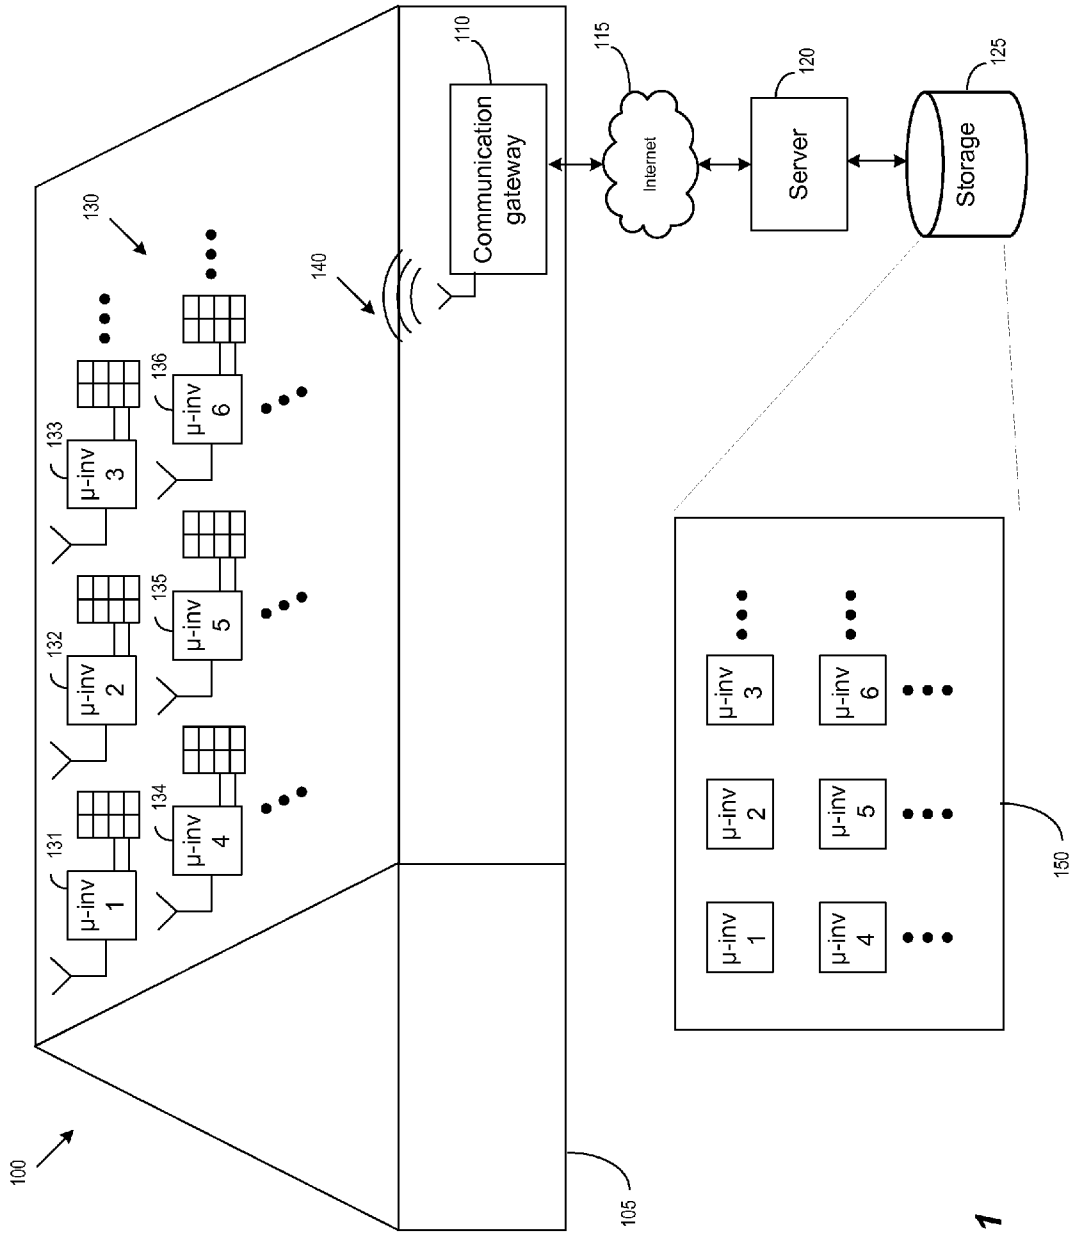 100
131
μ-inv
1
132
μ-inv
2
133
μ-inv
3
130
134
μ-inv
4
135
μ-inv
5
136
μ-inv
6
140
110
Communication
gateway
115
Internet
120
Server
125
Storage
105
μ-inv
1
μ-inv
2
μ-inv
3
μ-inv
4
μ-inv
5
μ-inv
6
150
1